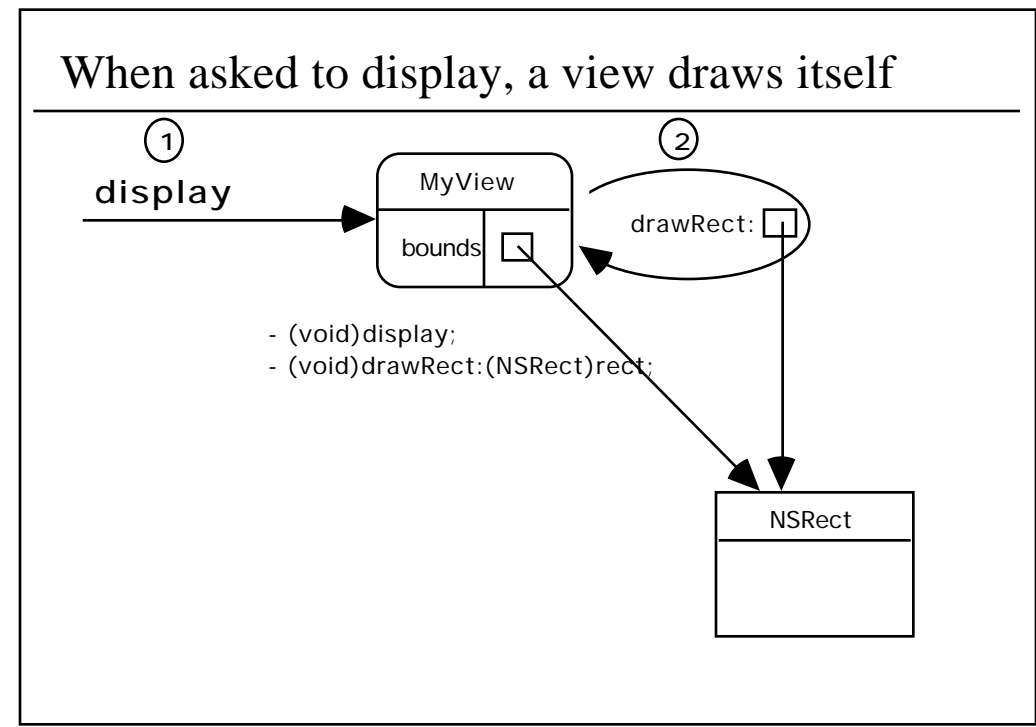 When asked to display, a view draws itself
1
2
display
MyView
bounds
drawRect:
- (void)display;
- (void)drawRect:(NSRect)rect;
NSRect